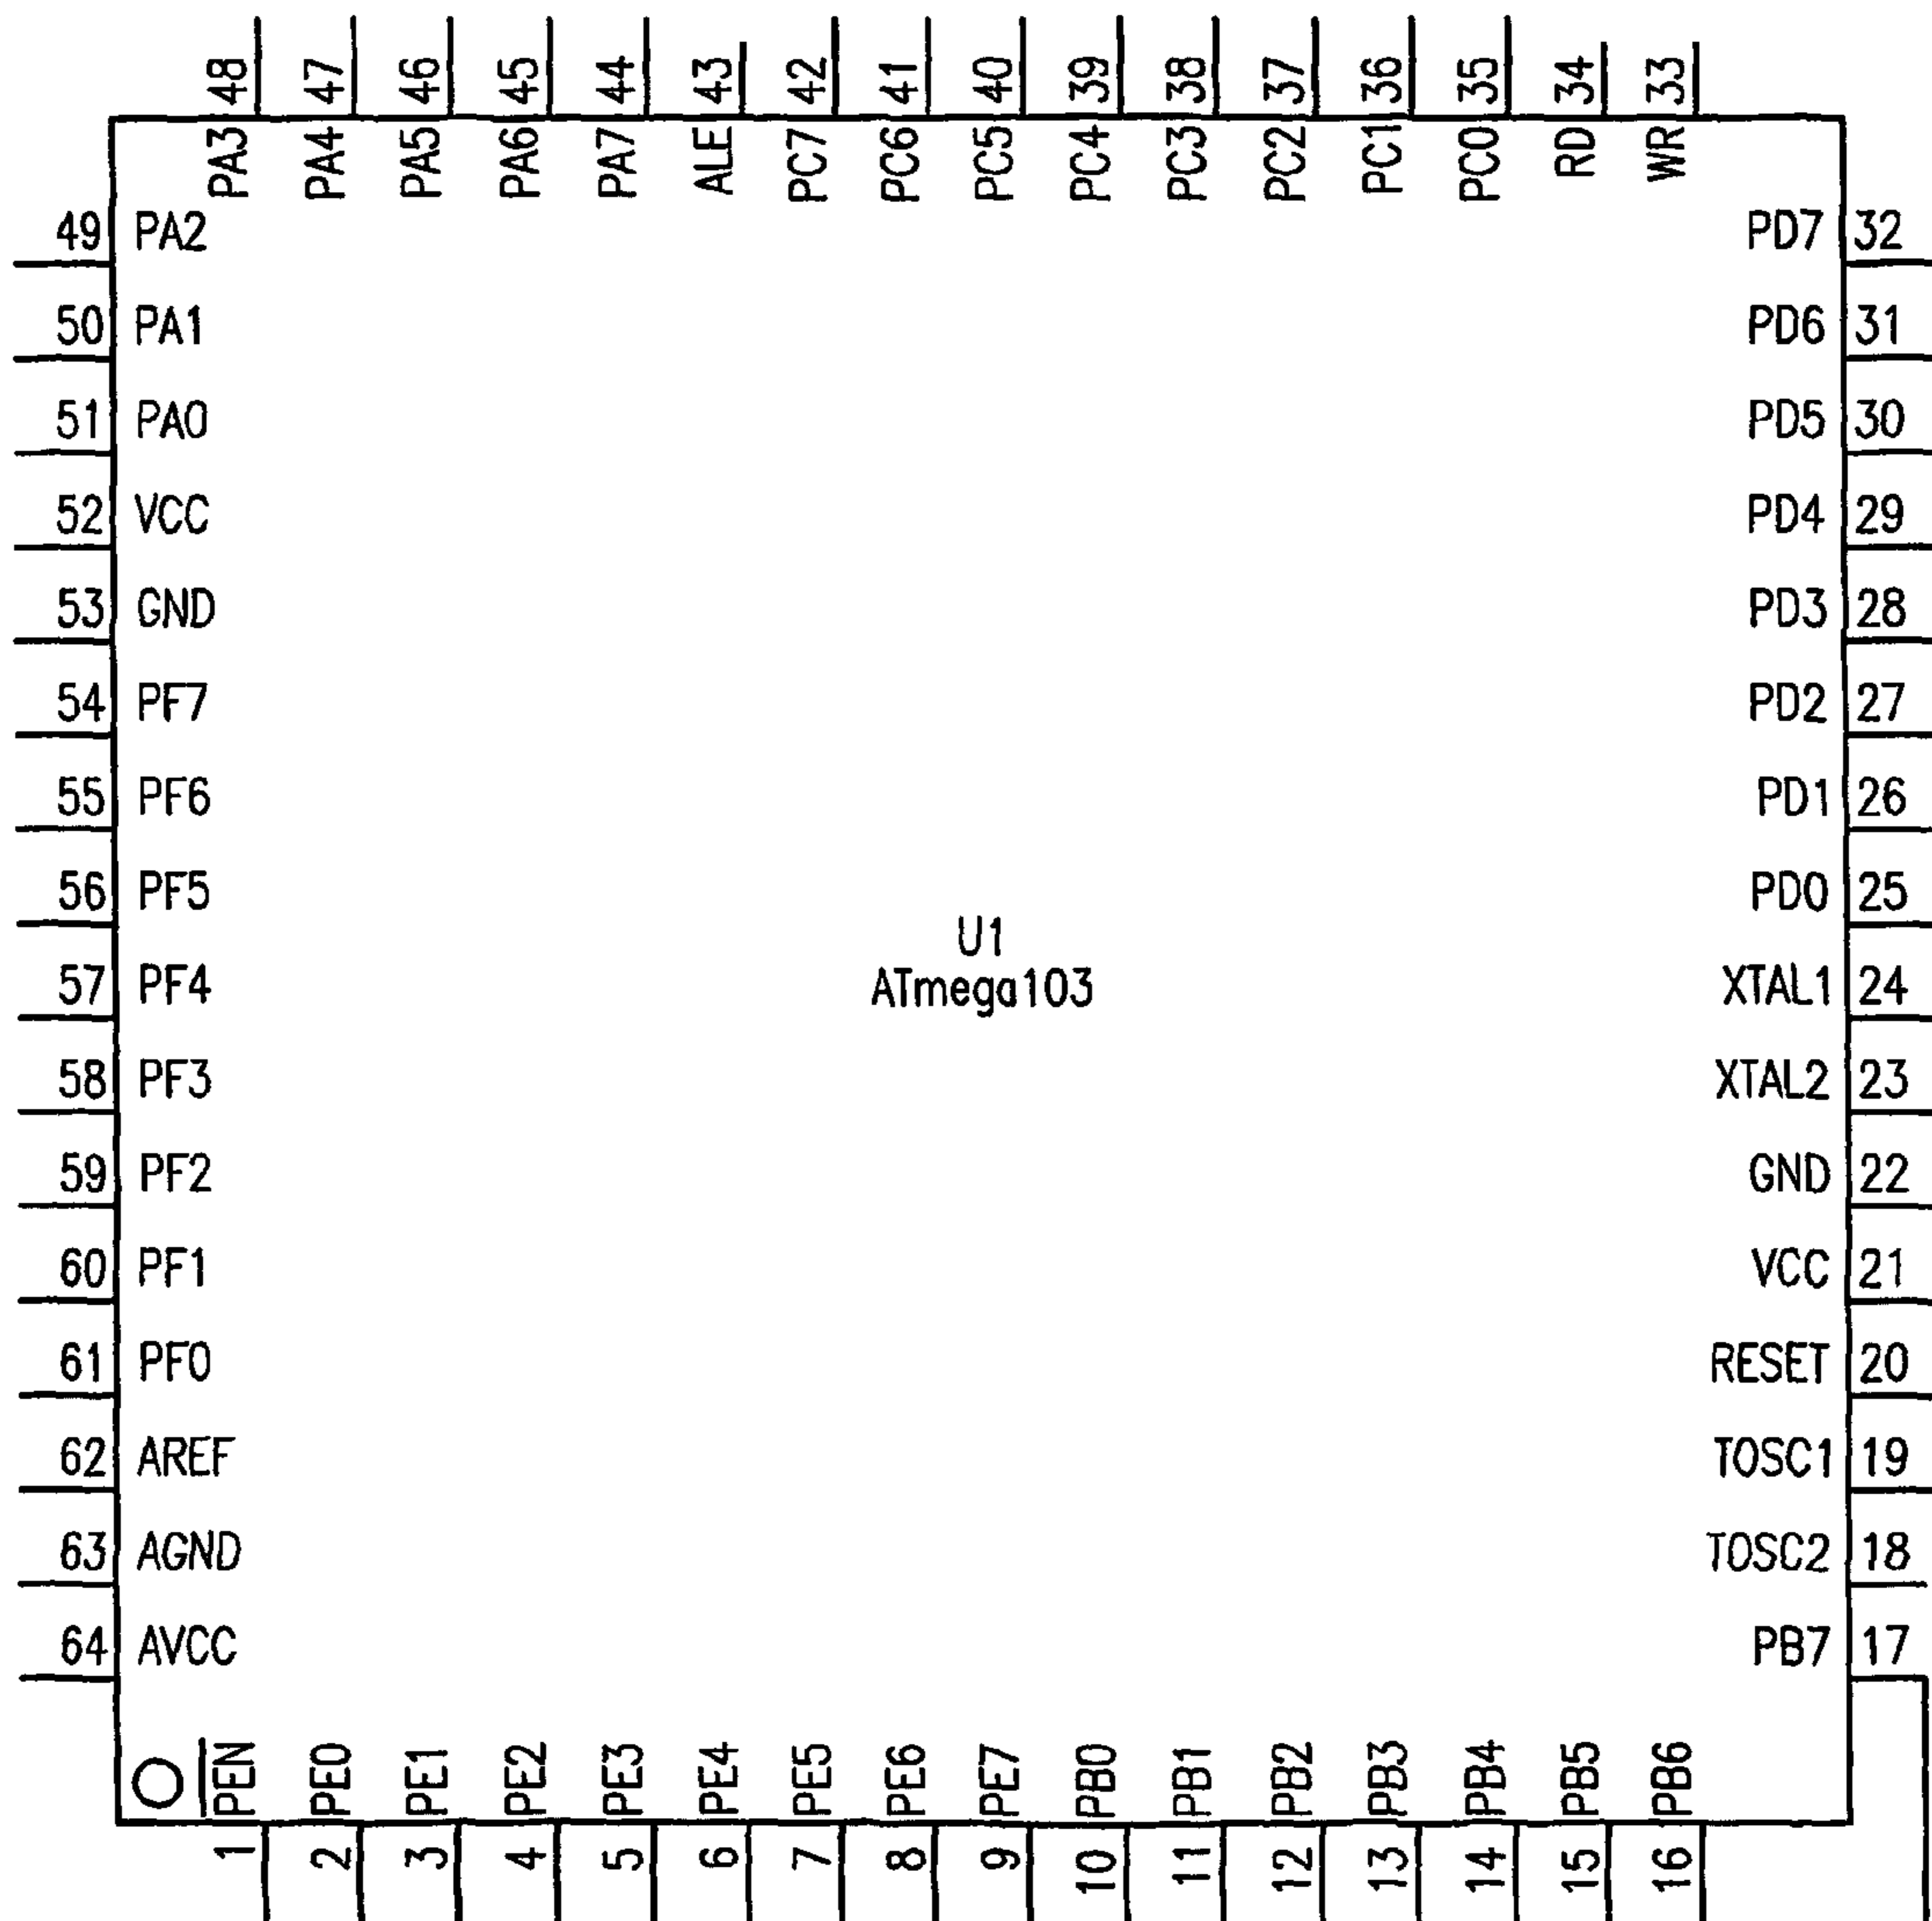 48 47 46 45 44 43 42 41 40 39 38 37 36 35 34 33
PA3 PA4 PA5 PA6 PA7 ALE PC7 PC6 PC5 PC4 PC3 PC2 PC1 PC0 RD WR
49 PA2 PD7 32
50 PA1 PD6 31
51 PA0 PD5 30
52 VCC PD4 29
53 GND PD3 28
54 PF7 PD2 27
55 PF6 PD1 26
56 PF5 PD0 25
U1
ATmega103
57 PF4 XTAL1 24
58 PF3 XTAL2 23
59 PF2 GND 22
60 PF1 VCC 21
61 PF0 RESET 20
62 AREF TOSC1 19
63 AGND TOSC2 18
64 AVCC PB7 17
PEN PE0 PE1 PE2 PE3 PE4 PE5 PE6 PE7 PB0 PB1 PB2 PB3 PB4 PB5 PB6
1 2 3 4 5 6 7 8 9 10 11 12 13 14 15 16